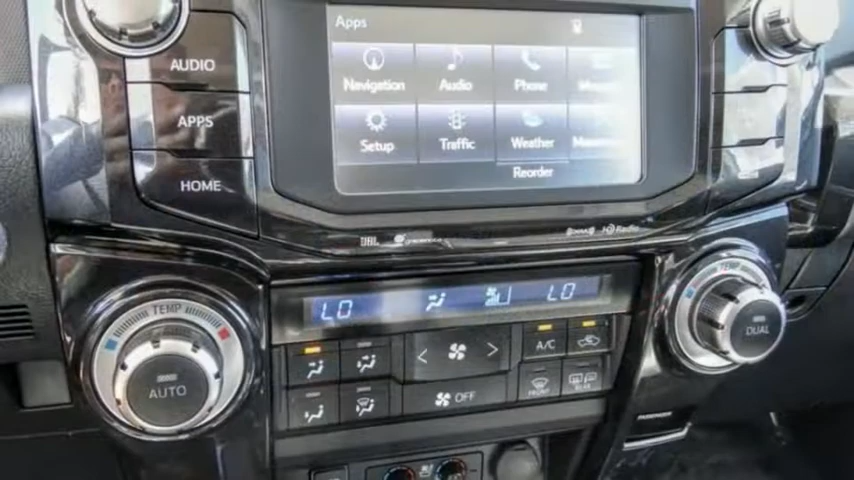 Apps
AUDIO
Navigation Audio Phone
APPS
Setup Traffic Weather
Reorder
HOME
JBL
HD Radio
LO LO
TEMP
TEMP
AUTO
DUAL
A/C
OFF
FRONT
REAR
PASSENGER